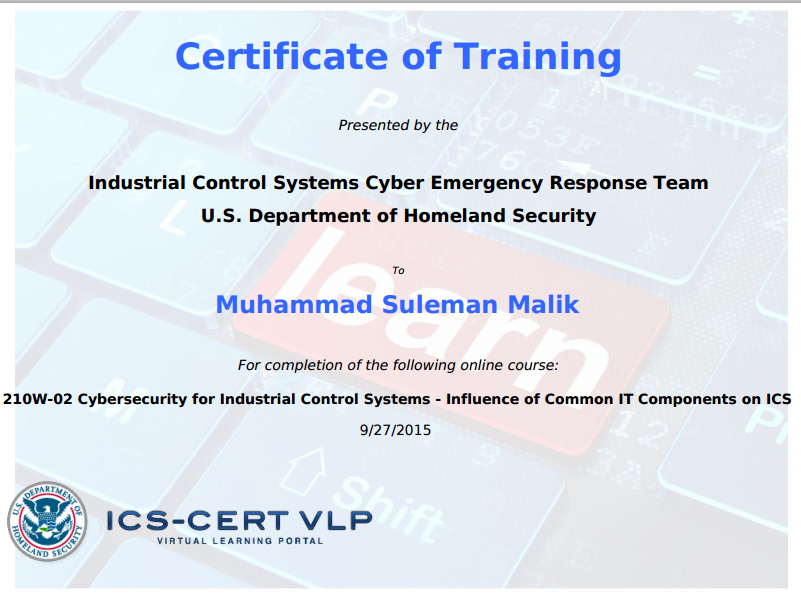 Certificate of Training
Presented by the
Industrial Control Systems Cyber Emergency Response Team
U.S. Department of Homeland Security
To
Muhammad Suleman Malik
For completion of the following online course:
210W-02 Cybersecurity for Industrial Control Systems - Influence of Common IT Components on ICS
9/27/2015
U.S. DEPARTMENT OF HOMELAND SECURITY
ICS-CERT VLP
VIRTUAL LEARNING PORTAL
learn
P
L
M
Shift